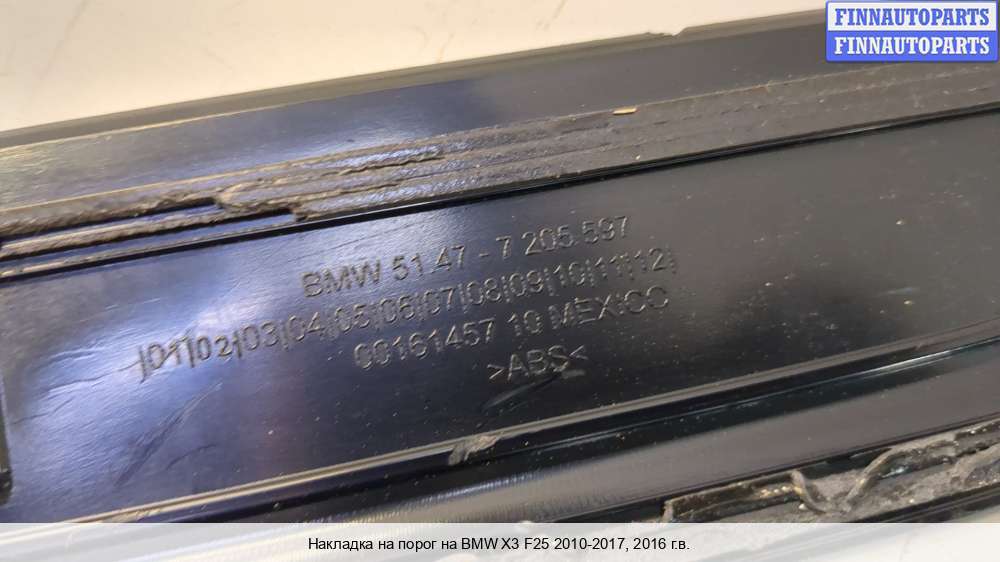 FINNAUTOPARTS
FINNAUTOPARTS
BMW 51.47 - 7 205 597
|01|02|03|04|05|06|07|08|09|10|11|12|
00161457 10 MEXICO
>ABS<
Накладка на порог на BMW X3 F25 2010-2017, 2016 г.в.